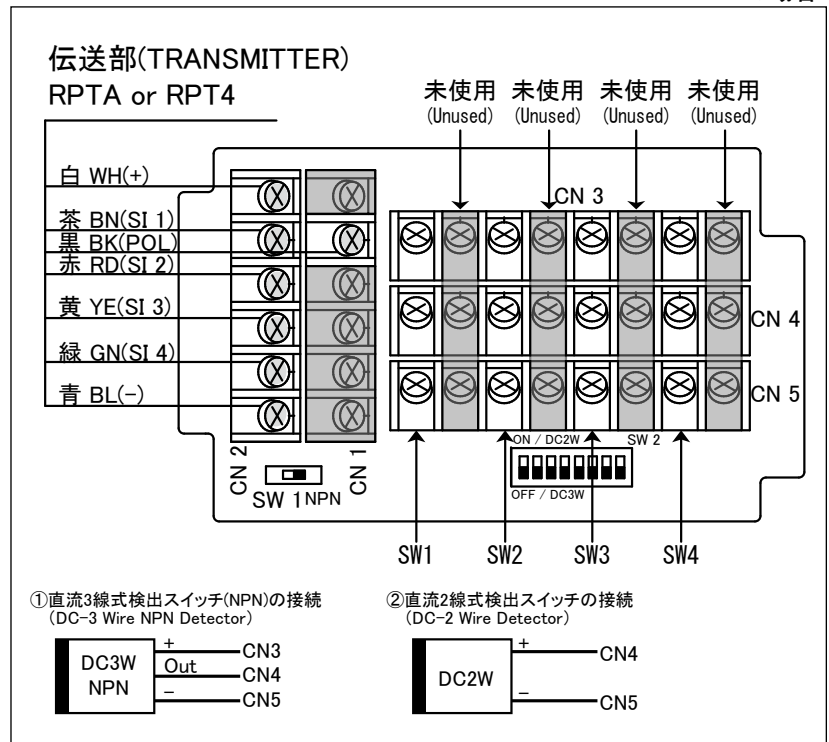 伝送部(TRANSMITTER)
RPTA or RPT4
未使用 未使用 未使用 未使用
(Unused) (Unused) (Unused) (Unused)
白 WH(+)
茶 BN(SI 1)
黒 BK(POL)
赤 RD(SI 2)
黄 YE(SI 3)
緑 GN(SI 4)
青 BL(-)
CN 3
CN 4
CN 5
CN 2
SW 1 NPN
CN 1
ON / DC2W
SW 2
OFF / DC3W
SW1 SW2 SW3 SW4
①直流3線式検出スイッチ(NPN)の接続
(DC-3 Wire NPN Detector)
DC3W
NPN
+ CN3
Out CN4
- CN5
②直流2線式検出スイッチの接続
(DC-2 Wire Detector)
DC2W
+ CN4
- CN5